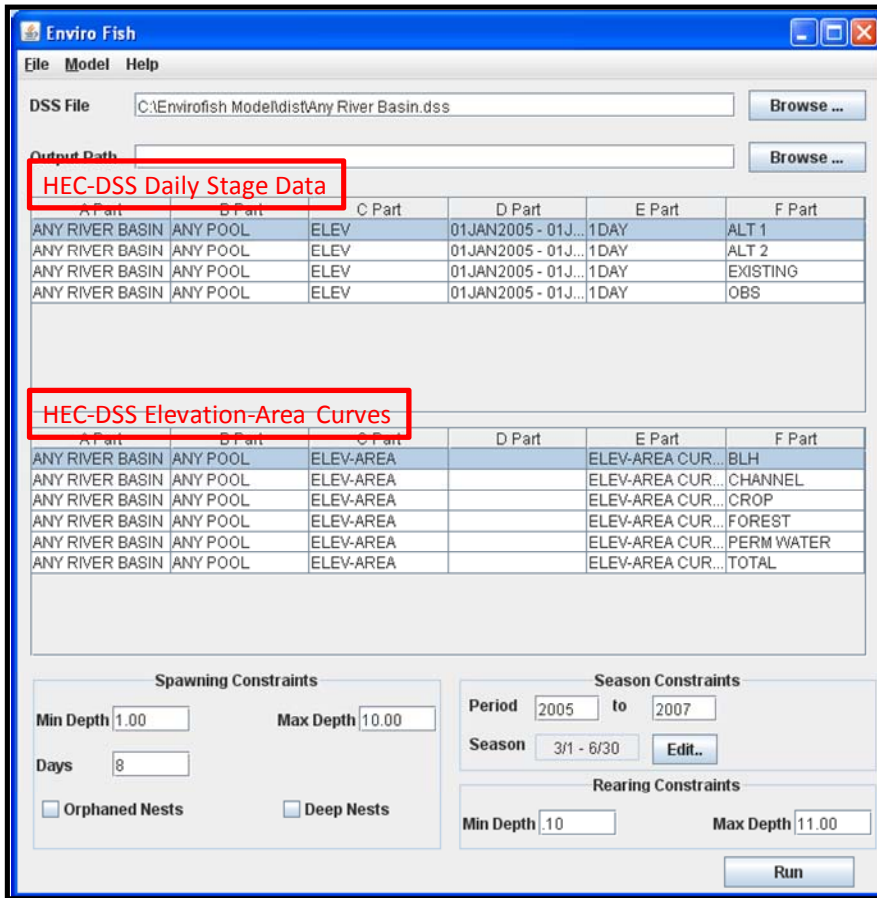 Enviro Fish
File Model Help
DSS File C:\Envirofish Model\dist\Any River Basin.dss Browse ...
Output Path Browse ...
HEC-DSS Daily Stage Data
A Part B Part C Part D Part E Part F Part
ANY RIVER BASIN ANY POOL ELEV 01JAN2005 - 01J... 1DAY ALT 1
ANY RIVER BASIN ANY POOL ELEV 01JAN2005 - 01J... 1DAY ALT 2
ANY RIVER BASIN ANY POOL ELEV 01JAN2005 - 01J... 1DAY EXISTING
ANY RIVER BASIN ANY POOL ELEV 01JAN2005 - 01J... 1DAY OBS
HEC-DSS Elevation-Area Curves
A Part B Part C Part D Part E Part F Part
ANY RIVER BASIN ANY POOL ELEV-AREA ELEV-AREA CUR... BLH
ANY RIVER BASIN ANY POOL ELEV-AREA ELEV-AREA CUR... CHANNEL
ANY RIVER BASIN ANY POOL ELEV-AREA ELEV-AREA CUR... CROP
ANY RIVER BASIN ANY POOL ELEV-AREA ELEV-AREA CUR... FOREST
ANY RIVER BASIN ANY POOL ELEV-AREA ELEV-AREA CUR... PERM WATER
ANY RIVER BASIN ANY POOL ELEV-AREA ELEV-AREA CUR... TOTAL
Spawning Constraints
Min Depth 1.00 Max Depth 10.00
Days 8
Orphaned Nests Deep Nests
Season Constraints
Period 2005 to 2007
Season 3/1 - 6/30 Edit..
Rearing Constraints
Min Depth .10 Max Depth 11.00
Run